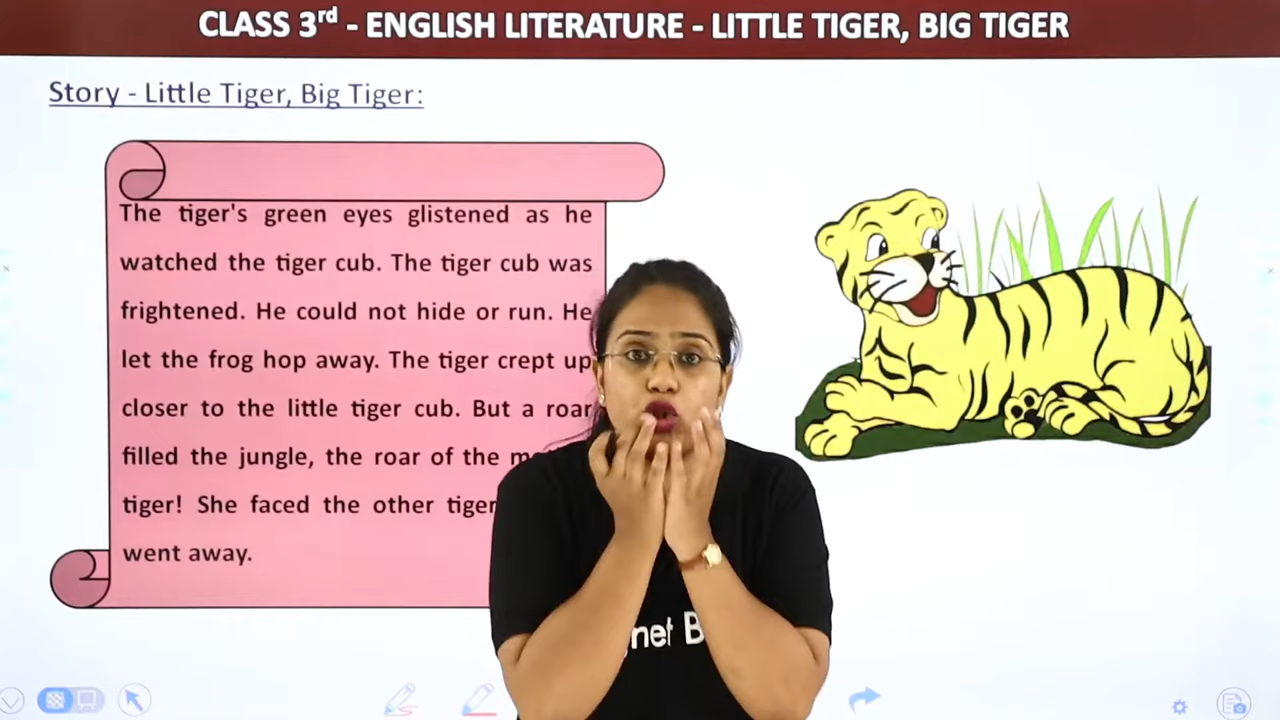 CLASS 3rd - ENGLISH LITERATURE - LITTLE TIGER, BIG TIGER
Story - Little Tiger, Big Tiger:
The tiger's green eyes glistened as he
watched the tiger cub. The tiger cub was
frightened. He could not hide or run. He
let the frog hop away. The tiger crept up
closer to the little tiger cub. But a roar
filled the jungle, the roar of the
tiger! She faced the other tiger
went away.
net B